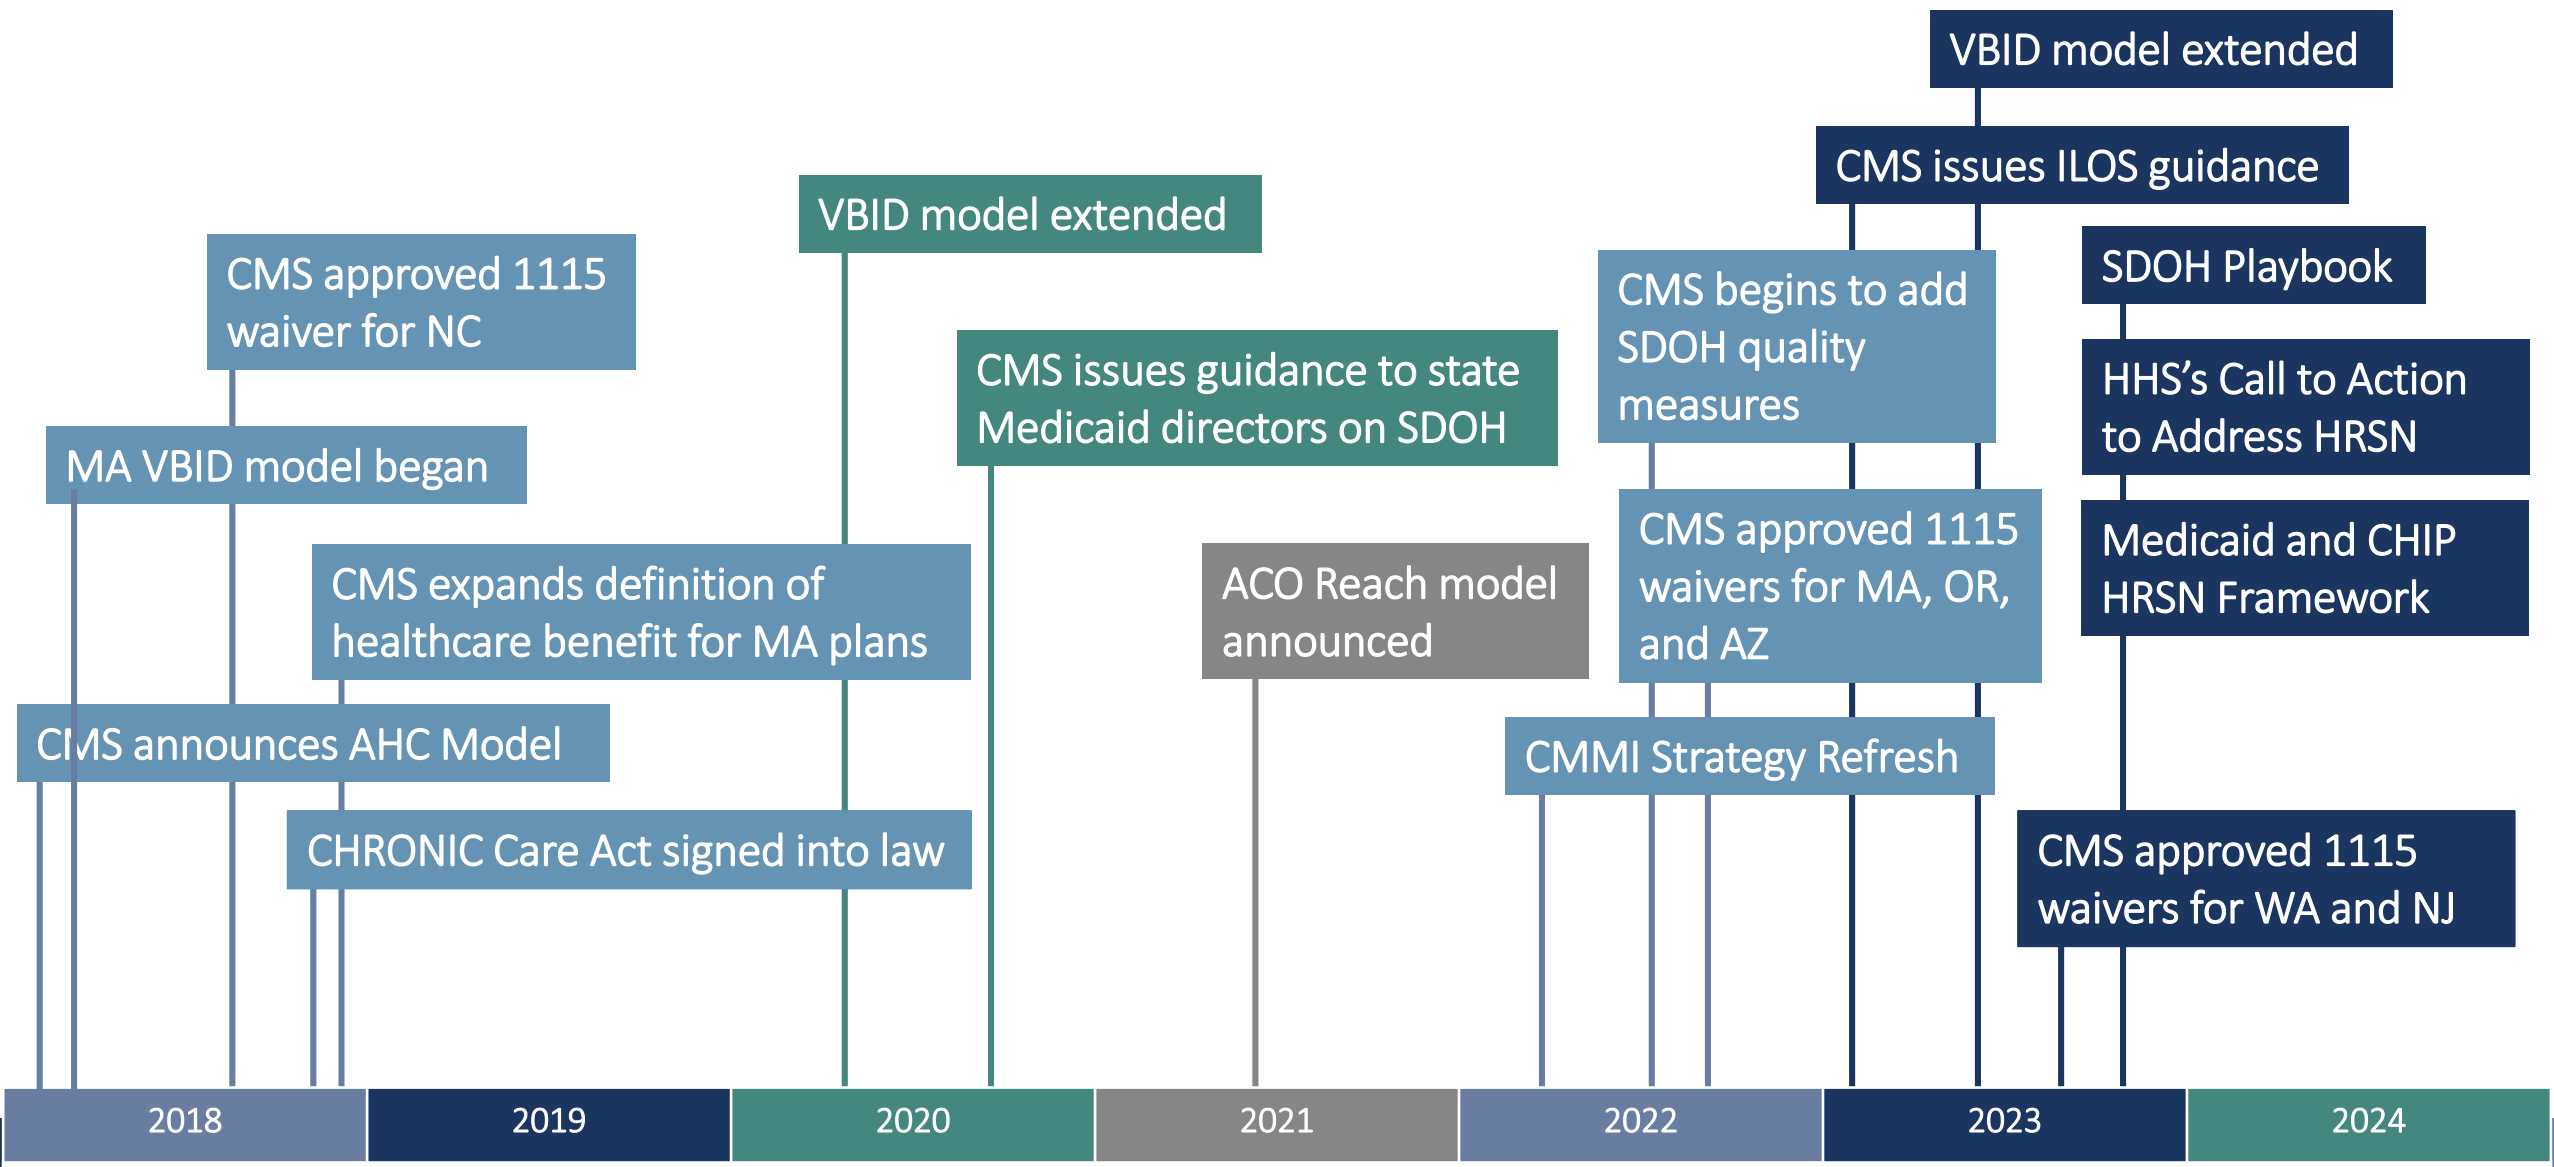 VBID model extended
CMS issues ILOS guidance
VBID model extended
CMS approved 1115
waiver for NC
CMS begins to add
SDOH quality
measures
SDOH Playbook
CMS issues guidance to state
Medicaid directors on SDOH
HHS’s Call to Action
to Address HRSN
MA VBID model began
CMS expands definition of
healthcare benefit for MA plans
ACO Reach model
announced
CMS approved 1115
waivers for MA, OR,
and AZ
Medicaid and CHIP
HRSN Framework
CMS announces AHC Model
CMMI Strategy Refresh
CHRONIC Care Act signed into law
CMS approved 1115
waivers for WA and NJ
2018
2019
2020
2021
2022
2023
2024